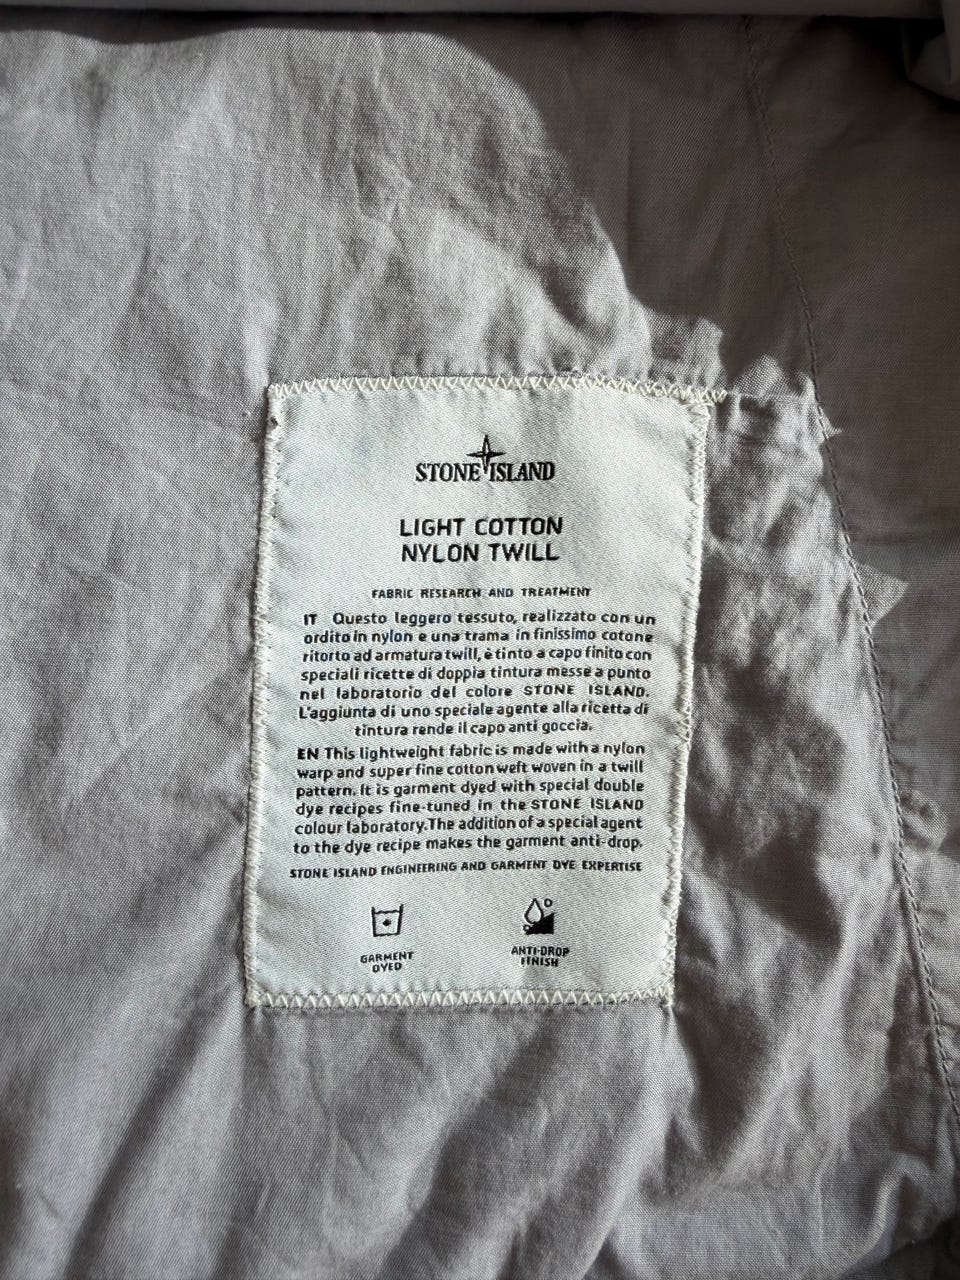 STONE ISLAND
LIGHT COTTON
NYLON TWILL
FABRIC RESEARCH AND TREATMENT
IT Questo leggero tessuto, realizzato con un
ordito in nylon e una trama in finissimo cotone
ritorto ad armatura twill, è tinto a capo finito con
speciali ricette di doppia tintura messe a punto
nel laboratorio del colore STONE ISLAND.
L'aggiunta di uno speciale agente alla ricetta di
tintura rende il capo anti goccia.
EN This lightweight fabric is made with a nylon
warp and super fine cotton weft woven in a twill
pattern. It is garment dyed with special double
dye recipes fine-tuned in the STONE ISLAND
colour laboratory. The addition of a special agent
to the dye recipe makes the garment anti-drop.
STONE ISLAND ENGINEERING AND GARMENT DYE EXPERTISE
GARMENT
DYED
ANTI-DROP
FINISH